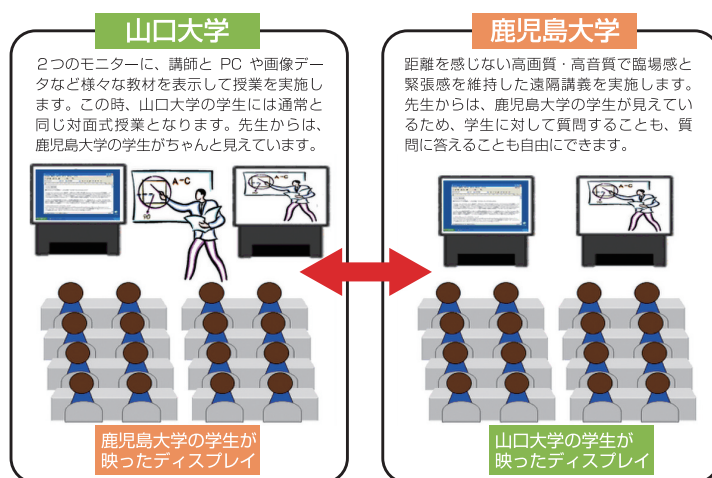 山口大学
２つのモニターに、講師と PC や画像デー
タなど様々な教材を表示して授業を実施し
ます。この時、山口大学の学生には通常と
同じ対面式授業となります。先生からは、
鹿児島大学の学生がちゃんと見えています。
A-C
鹿児島大学の学生が
映ったディスプレイ
鹿児島大学
距離を感じない高画質・高音質で臨場感と
緊張感を維持した遠隔講義を実施します。
先生からは、鹿児島大学の学生が見えてい
るため、学生に対して質問することも、質
問に答えることも自由にできます。
A-C
山口大学の学生が
映ったディスプレイ